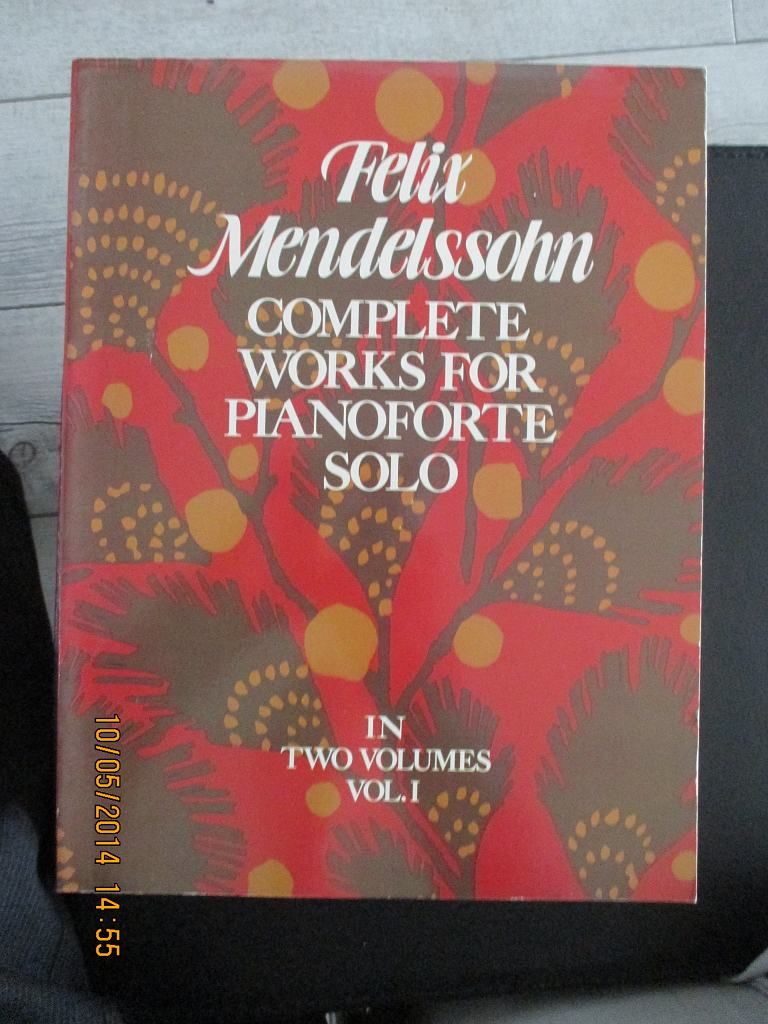 Felix
Mendelssohn
COMPLETE
WORKS FOR
PIANOFORTE
SOLO
IN
TWO VOLUMES
VOL. I
10/05/2014 14:55